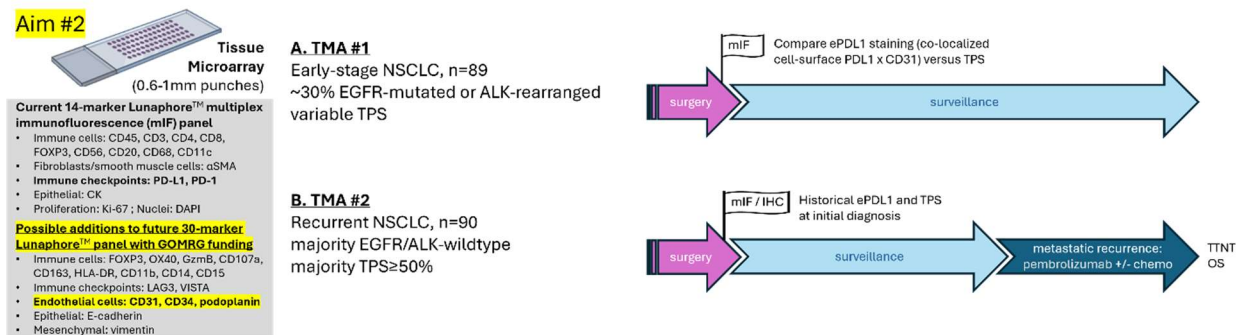 Aim #2
Tissue
Microarray
(0.6-1mm punches)
Current 14-marker Lunaphore™ multiplex
immunofluorescence (mIF) panel
• Immune cells: CD45, CD3, CD4, CD8,
FOXP3, CD56, CD20, CD68, CD11c
• Fibroblasts/smooth muscle cells: αSMA
• Immune checkpoints: PD-L1, PD-1
• Epithelial: CK
• Proliferation: Ki-67 ; Nuclei: DAPI
Possible additions to future 30-marker
Lunaphore™ panel with GOMRG funding
• Immune cells: FOXP3, OX40, GzmB, CD107a,
CD163, HLA-DR, CD11b, CD14, CD15
• Immune checkpoints: LAG3, VISTA
• Endothelial cells: CD31, CD34, podoplanin
• Epithelial: E-cadherin
• Mesenchymal: vimentin
A. TMA #1
Early-stage NSCLC, n=89
~30% EGFR-mutated or ALK-rearranged
variable TPS
mIF
Compare ePDL1 staining (co-localized
cell-surface PDL1 x CD31) versus TPS
surgery
surveillance
B. TMA #2
Recurrent NSCLC, n=90
majority EGFR/ALK-wildtype
majority TPS≥50%
mIF / IHC
Historical ePDL1 and TPS
at initial diagnosis
surgery
surveillance
metastatic recurrence:
pembrolizumab +/- chemo
TTNT
OS